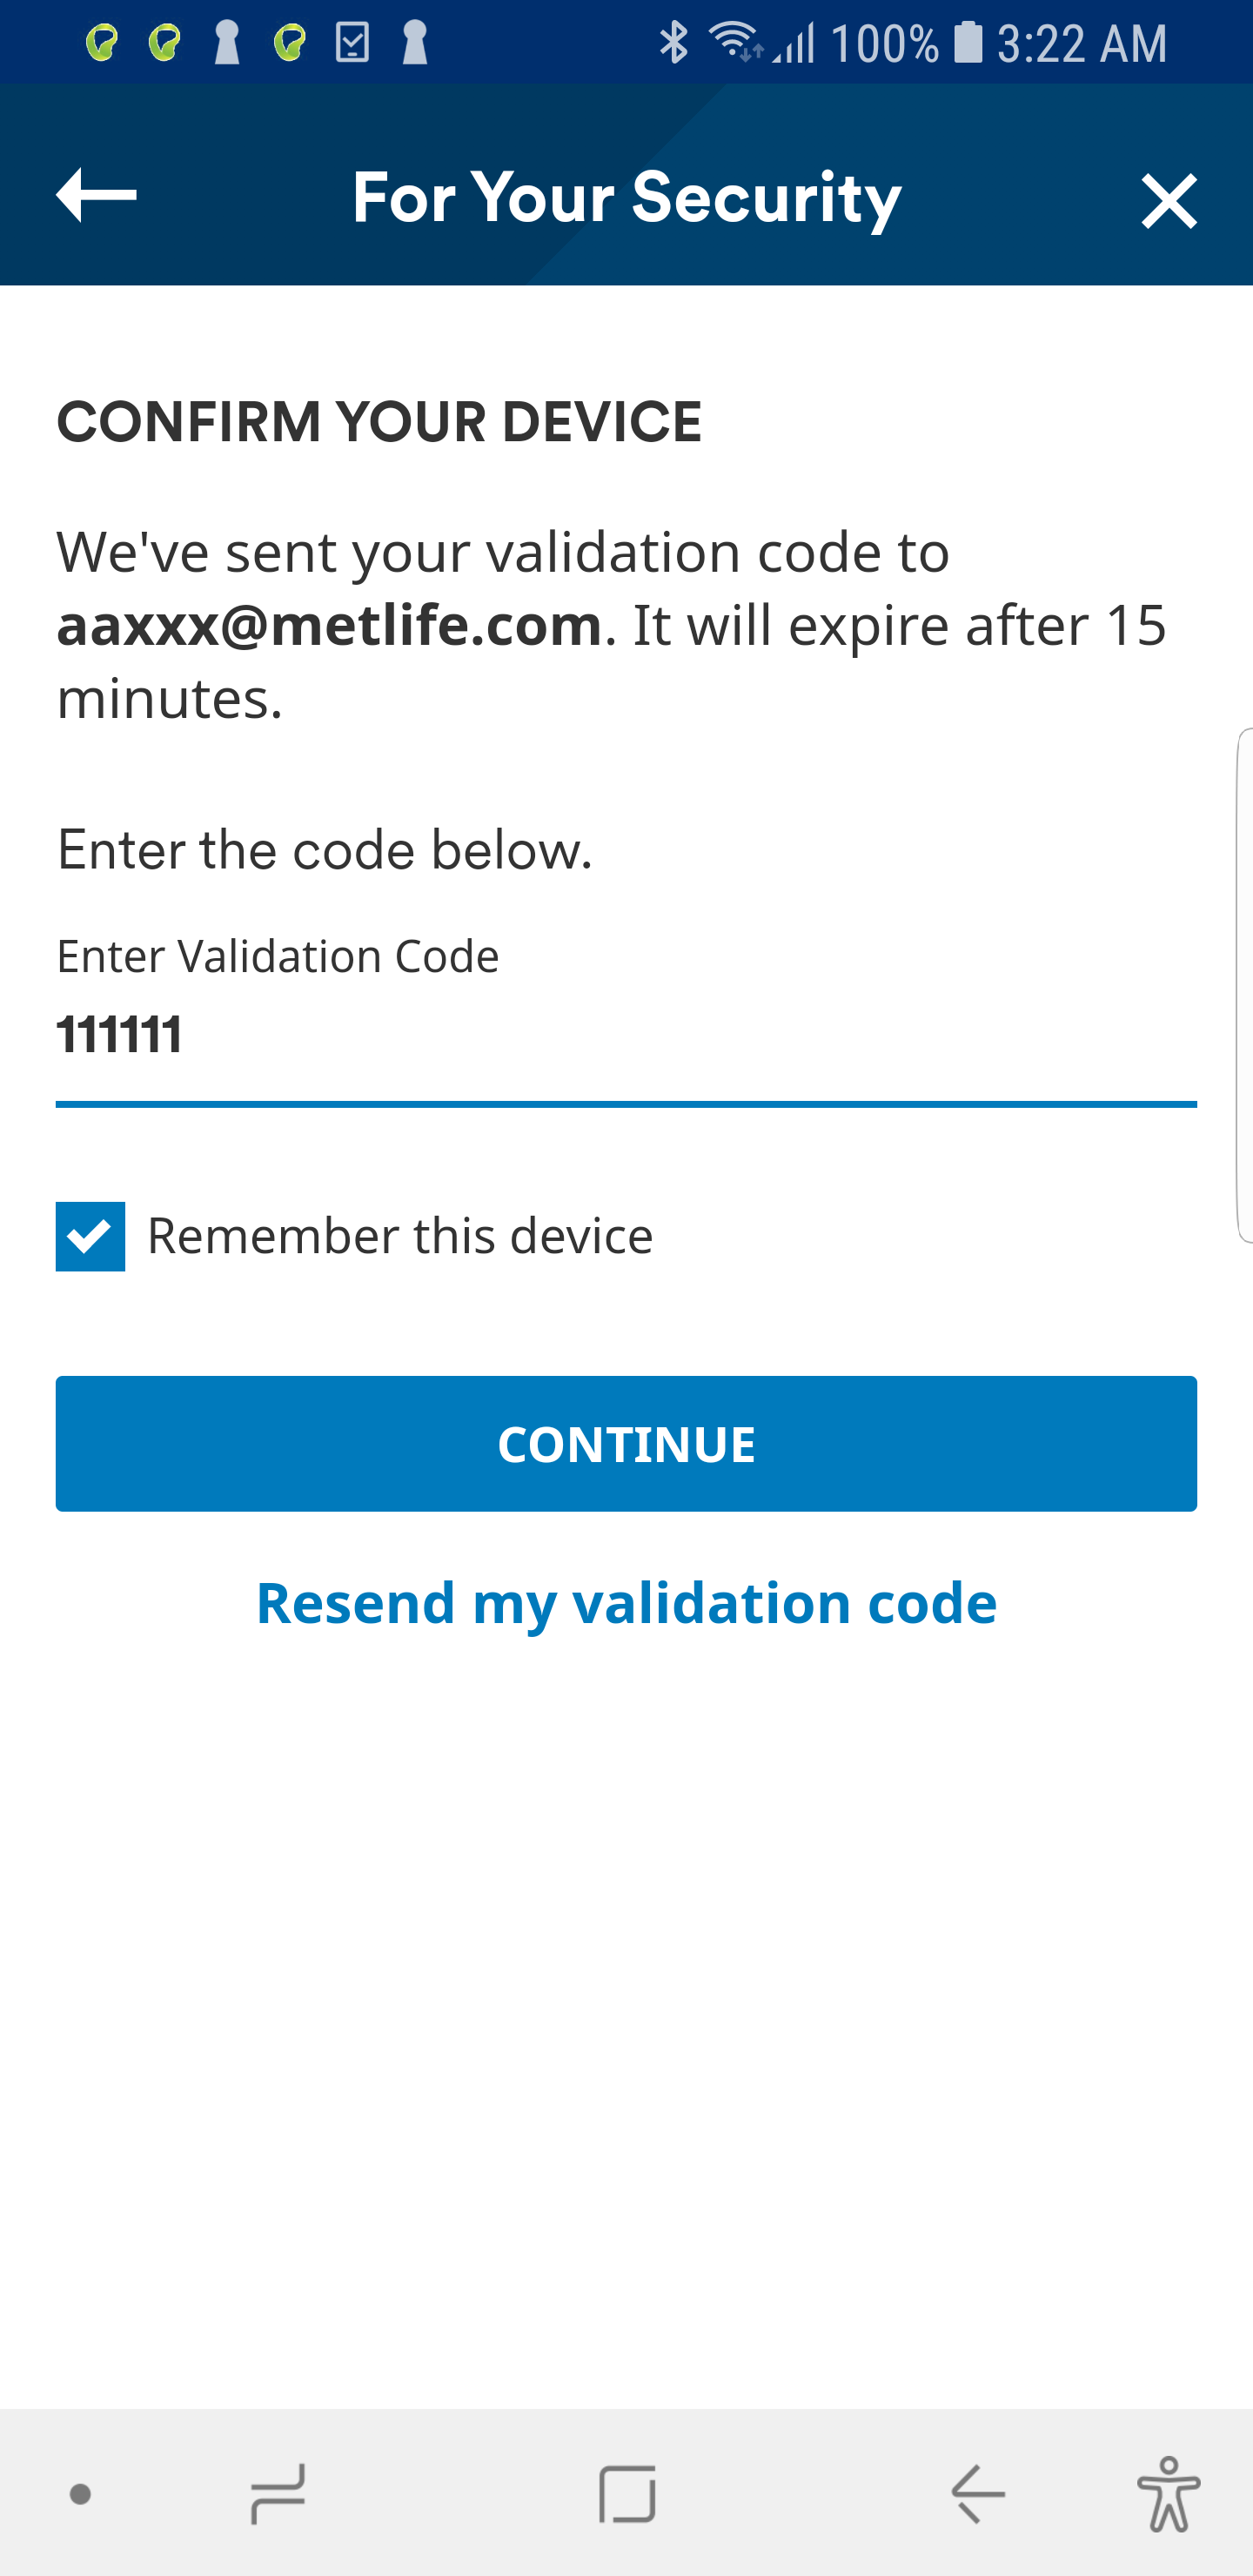 100% 3:22 AM
For Your Security
CONFIRM YOUR DEVICE
We've sent your validation code to
aaxxx@metlife.com. It will expire after 15
minutes.
Enter the code below.
Enter Validation Code
111111
Remember this device
CONTINUE
Resend my validation code